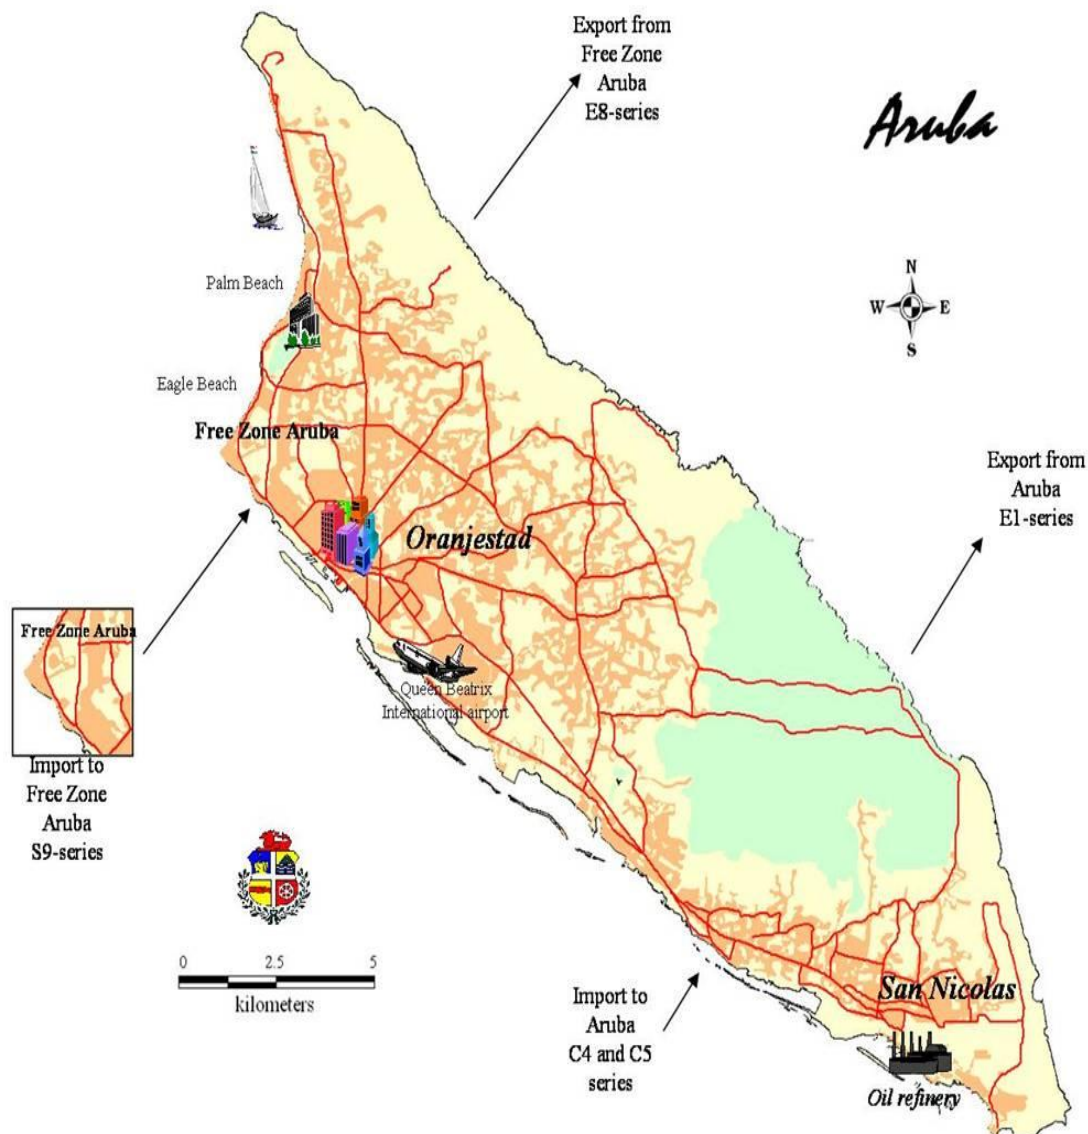 Export from
Free Zone
Aruba
E8-series
Aruba
N
W E
S
Palm Beach
Eagle Beach
Free Zone Aruba
Oranjestad
Export from
Aruba
E1-series
Free Zone Aruba
Queen Beatrix
International airport
Import to
Free Zone
Aruba
S9-series
0 2.5 5
kilometers
Import to
Aruba
C4 and C5
series
San Nicolas
Oil refinery